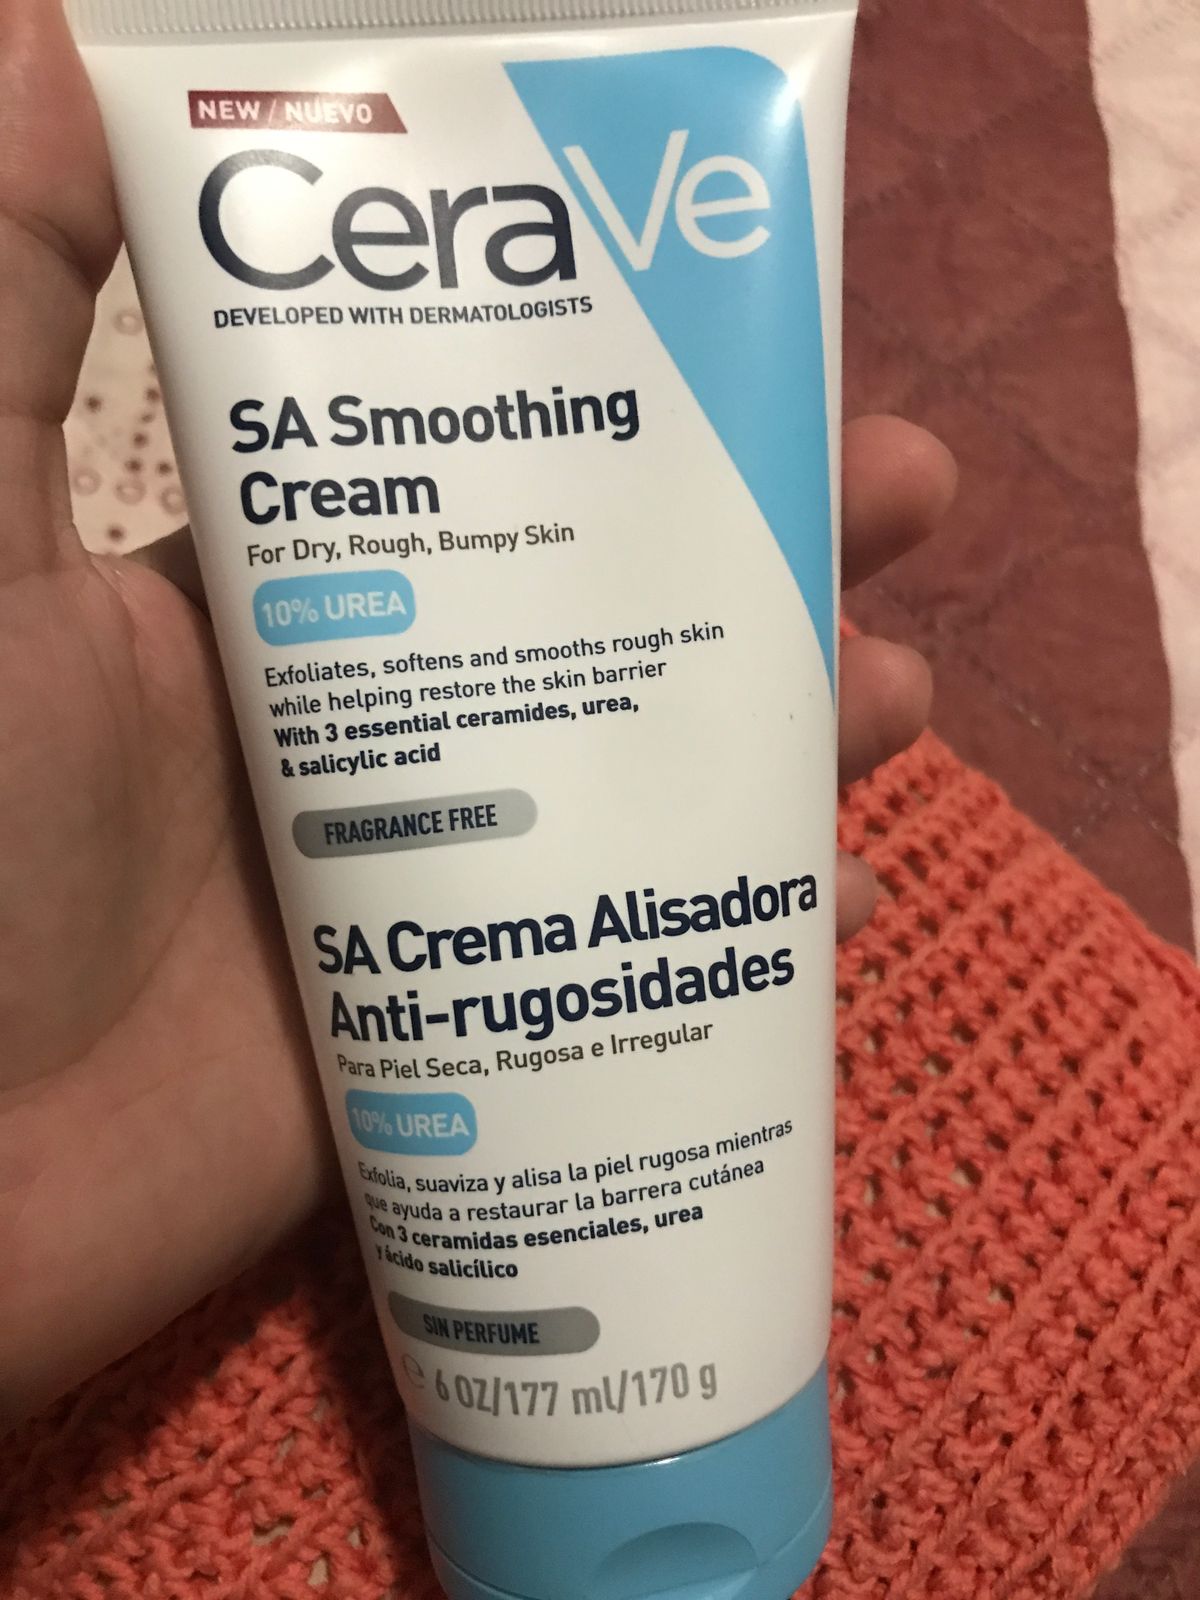 NEW / NUEVO
CeraVe
DEVELOPED WITH DERMATOLOGISTS
SA Smoothing
Cream
For Dry, Rough, Bumpy Skin
10% UREA
Exfoliates, softens and smooths rough skin
while helping restore the skin barrier
With 3 essential ceramides, urea,
& salicylic acid
FRAGRANCE FREE
SA Crema Alisadora
Anti-rugosidades
Para Piel Seca, Rugosa e Irregular
10% UREA
Exfolia, suaviza y alisa la piel rugosa mientras
que ayuda a restaurar la barrera cutánea
Con 3 ceramidas esenciales, urea
y ácido salicílico
SIN PERFUME
℮ 6 OZ/177 ml/170 g